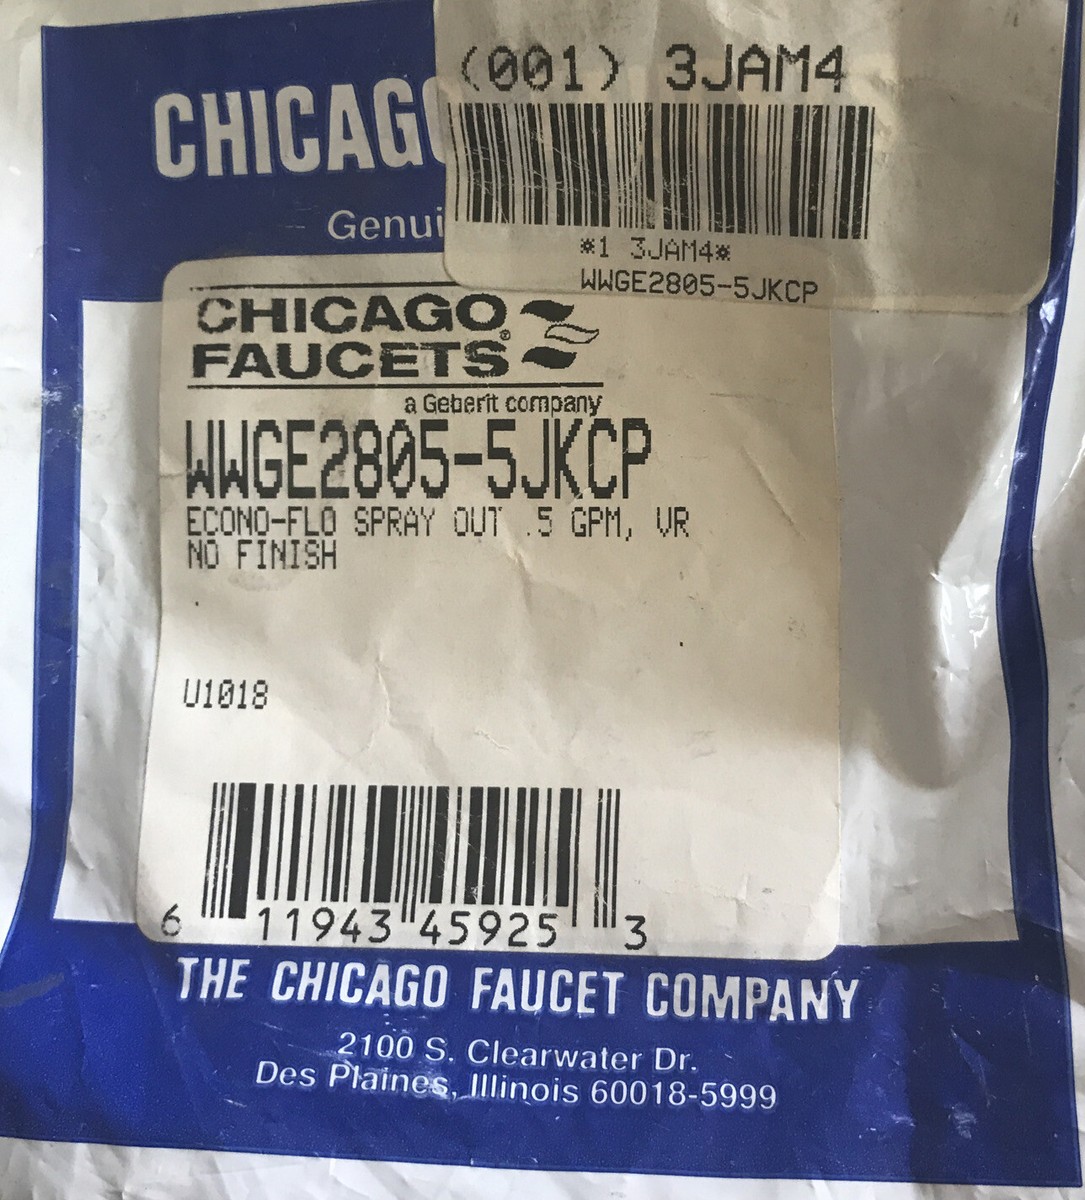 (001) 3JAM4
*1 3JAM4*
WWGE2805-5JKCP
CHICAGO
Genui
CHICAGO
FAUCETS®
a Geberit company
WWGE2805-5JKCP
ECONO-FLO SPRAY OUT .5 GPM, VR
NO FINISH
U1018
6 11943 45925 3
THE CHICAGO FAUCET COMPANY
2100 S. Clearwater Dr.
Des Plaines, Illinois 60018-5999